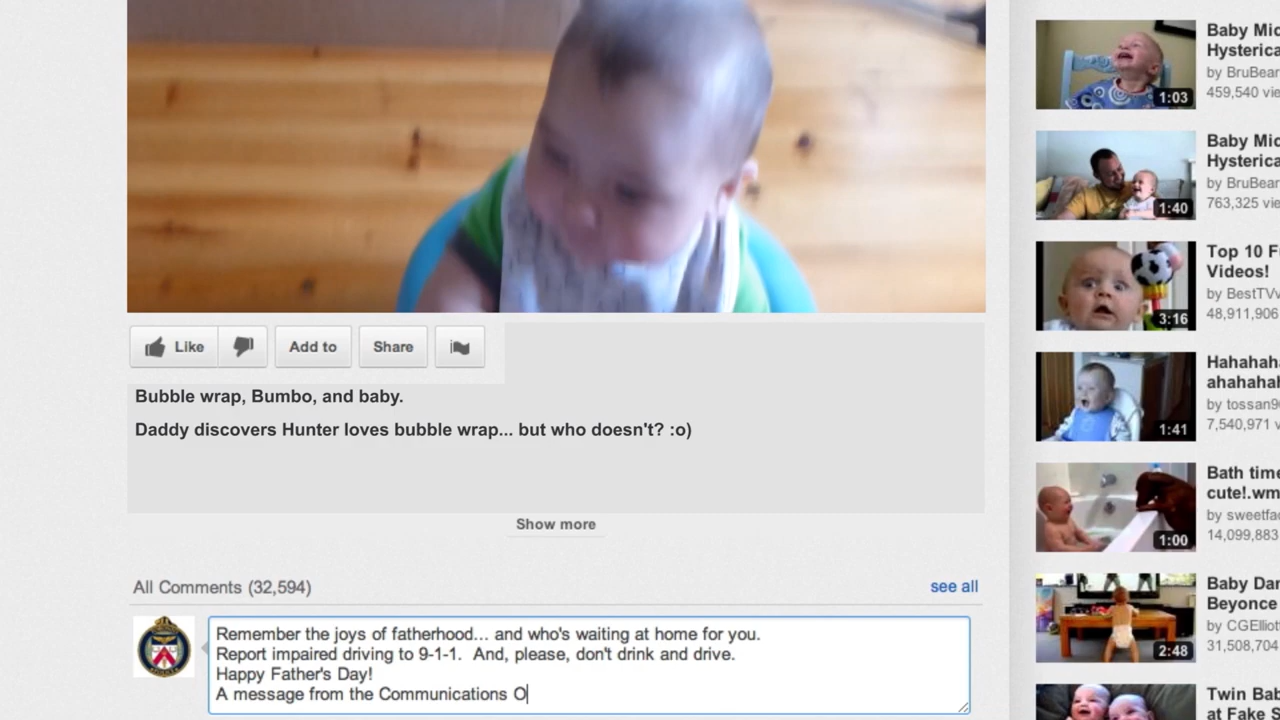 Like
Add to
Share
Bubble wrap, Bumbo, and baby.
Daddy discovers Hunter loves bubble wrap... but who doesn't? :o)
Show more
All Comments (32,594)
see all
Remember the joys of fatherhood... and who's waiting at home for you.
Report impaired driving to 9-1-1. And, please, don't drink and drive.
Happy Father's Day!
A message from the Communications O
1:03
Baby Mic
Hysterica
by BruBear
459,540 vie
1:40
Baby Mic
Hysterica
by BruBear
763,325 vie
3:16
Top 10 F
Videos!
by BestTVv
48,911,906
1:41
Hahahaha
ahahahah
by tossan9
7,540,971 v
1:00
Bath time
cute!.wm
by sweetfac
14,099,883
2:48
Baby Dan
Beyonce
by CGElliot
31,508,704
Twin Bab
at Fake S